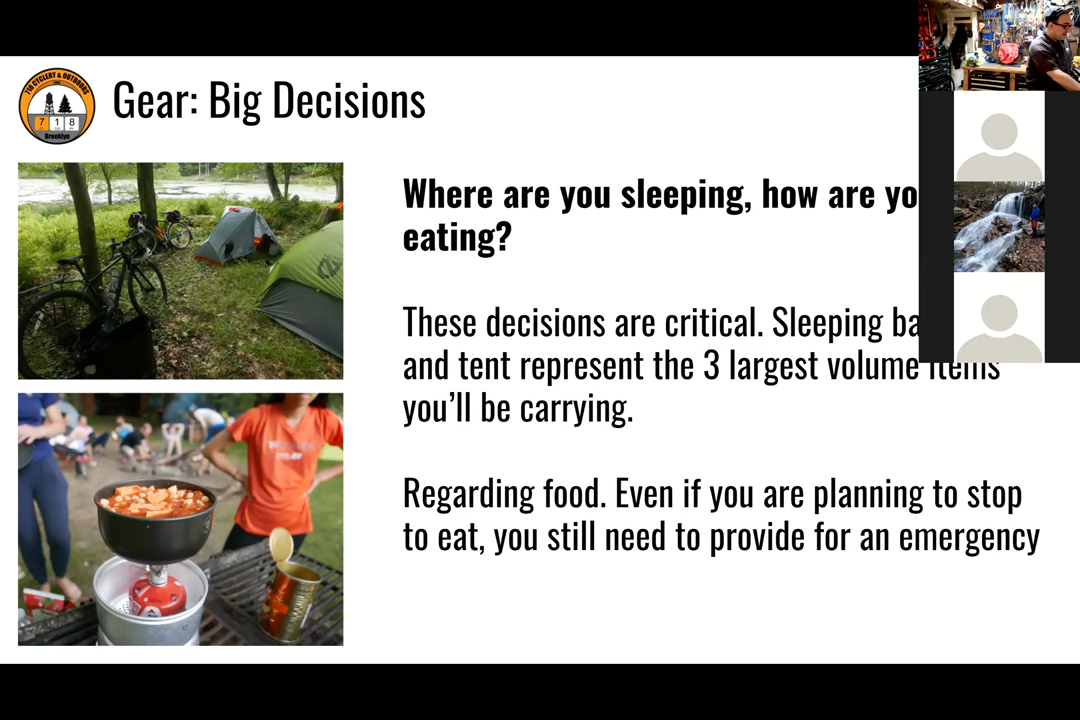 718 CYCLERY & OUTDOORS
7 1 8
Brooklyn
Gear: Big Decisions
Where are you sleeping, how are yo
eating?
These decisions are critical. Sleeping ba
and tent represent the 3 largest volume items
you'll be carrying.
Regarding food. Even if you are planning to stop
to eat, you still need to provide for an emergency